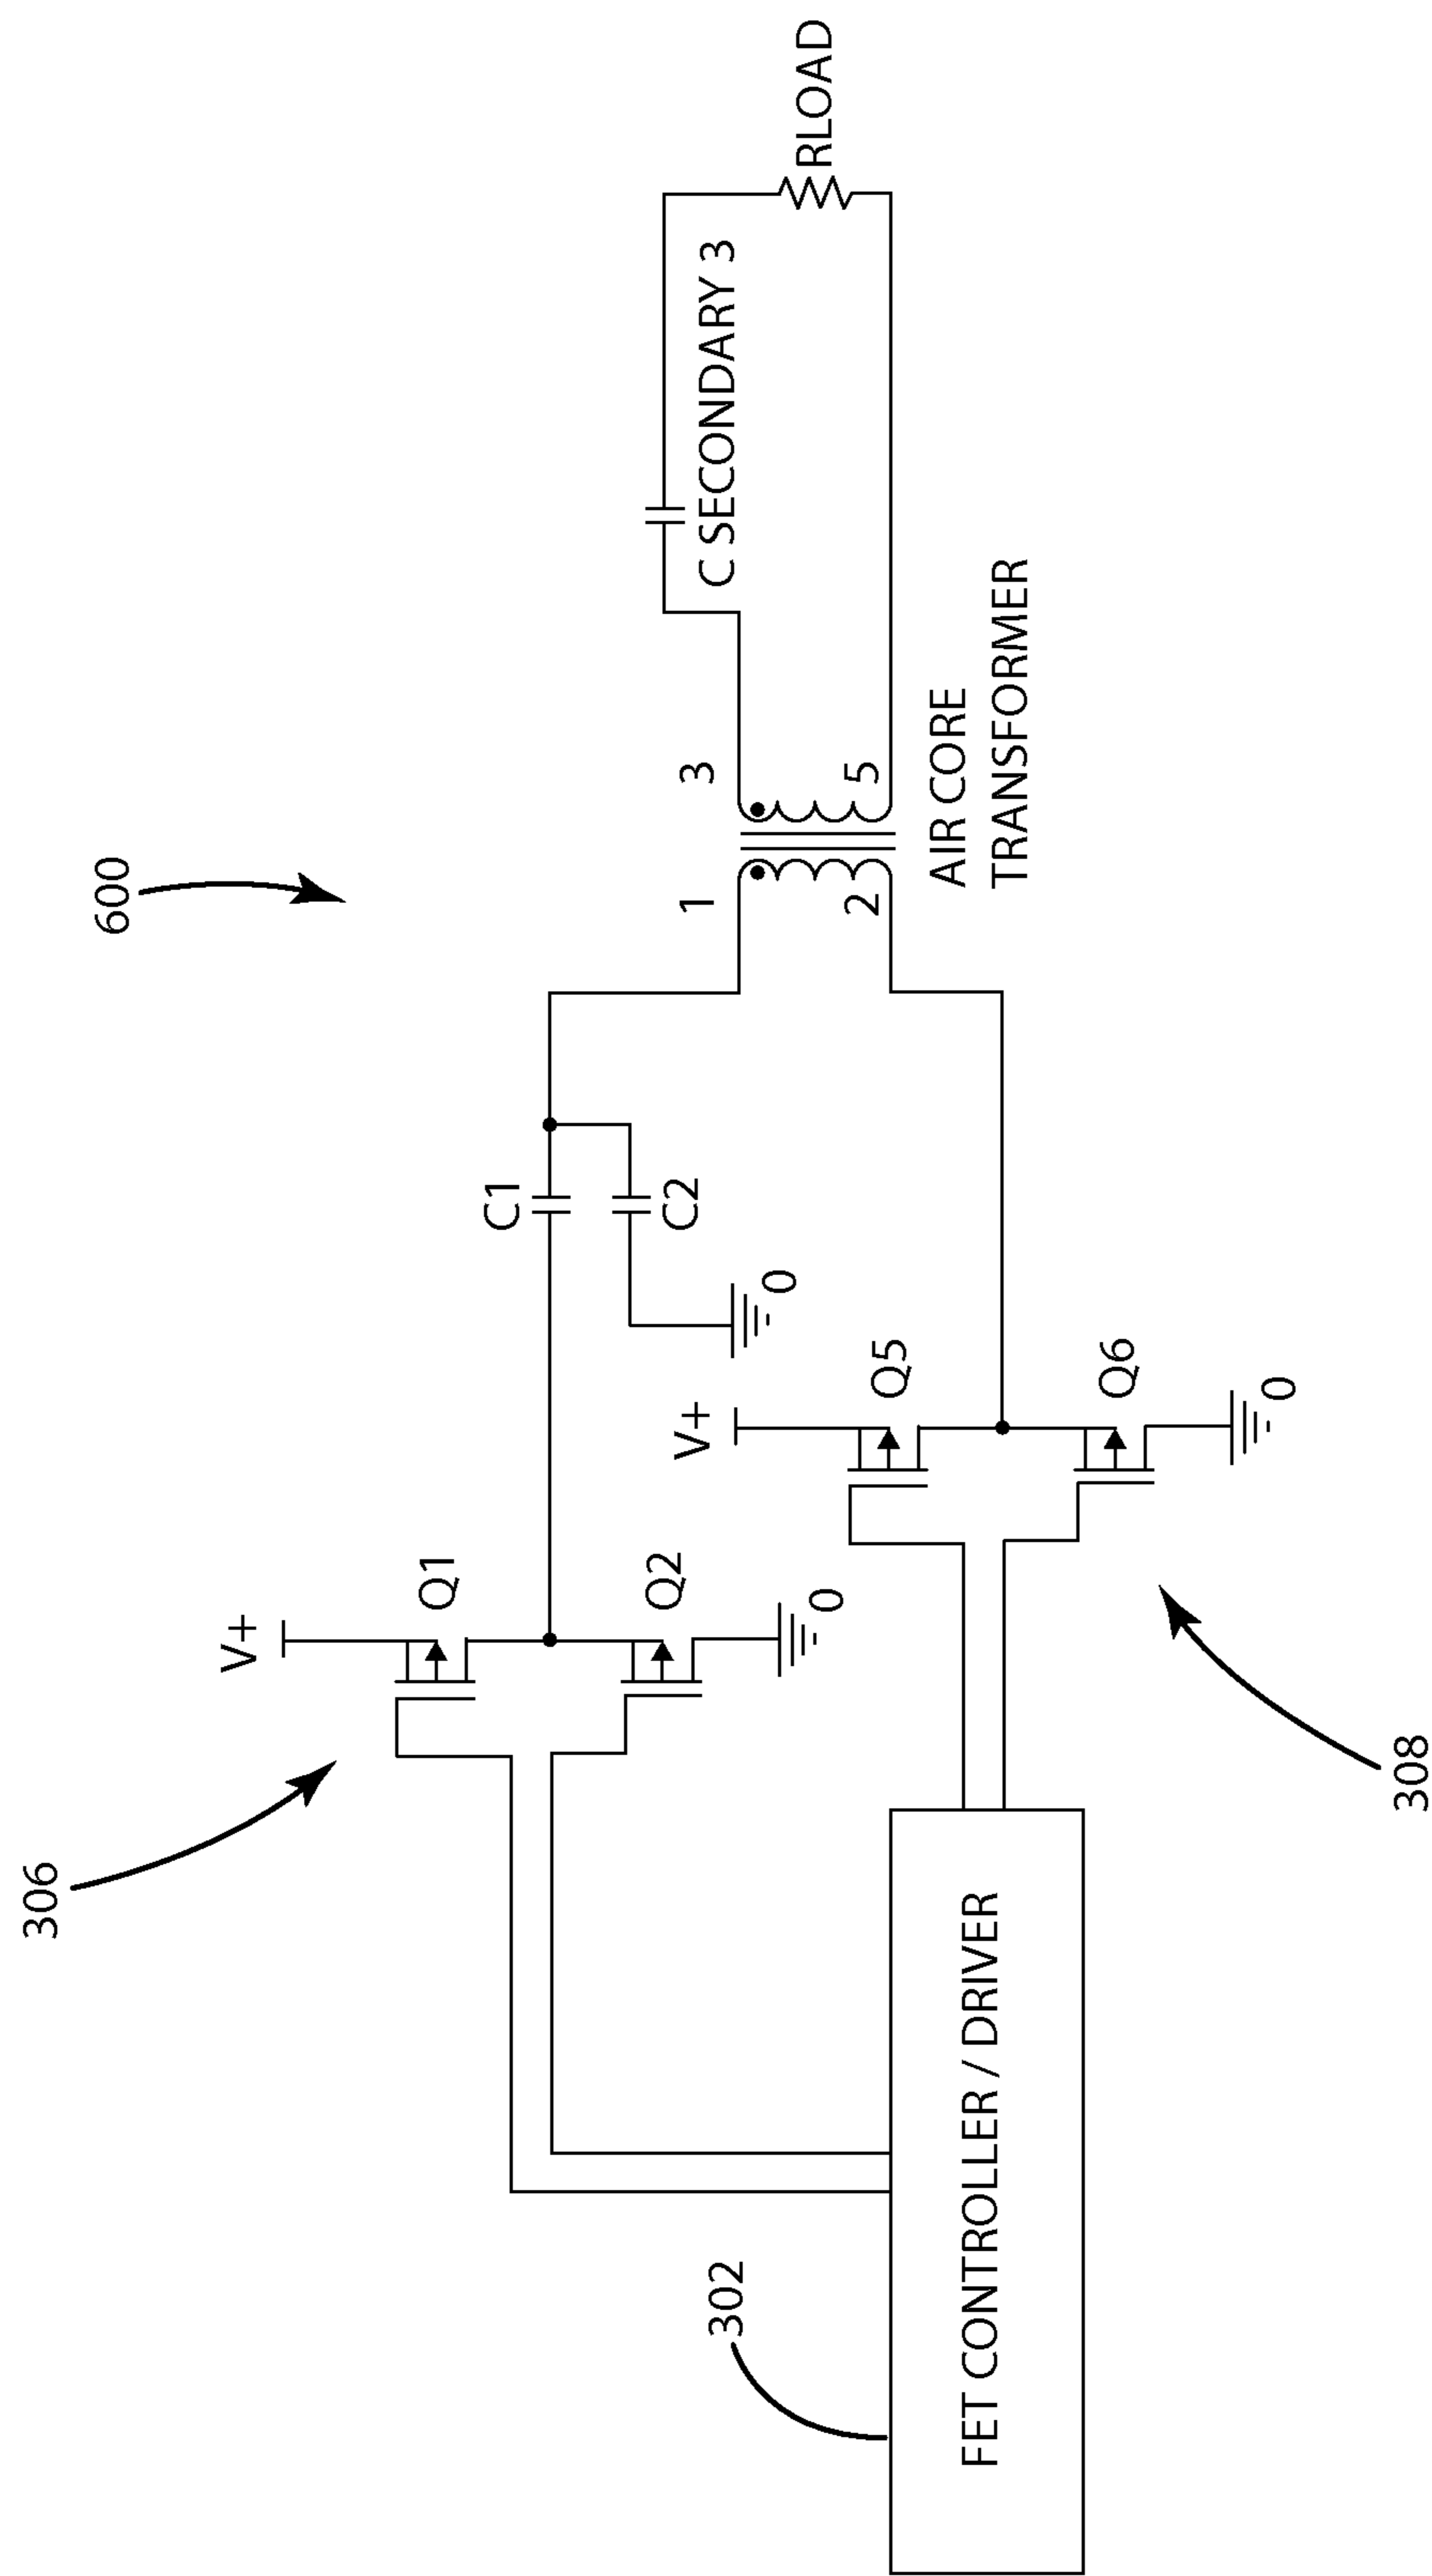 600
306
V+
Q1
Q2
0
C1
C2
0
1
2
3
5
AIR CORE
TRANSFORMER
C SECONDARY 3
RLOAD
V+
Q5
Q6
0
308
302
FET CONTROLLER / DRIVER